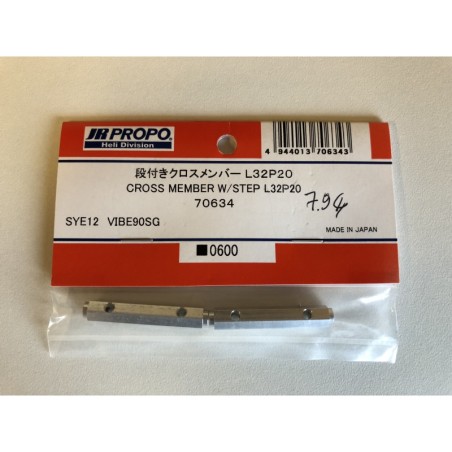 JR PROPO®
Heli Division
4 944013 706343
段付きクロスメンバー L32P20
CROSS MEMBER W/STEP L32P20
70634
7.94
SYE12 VIBE90SG
MADE IN JAPAN
■0600